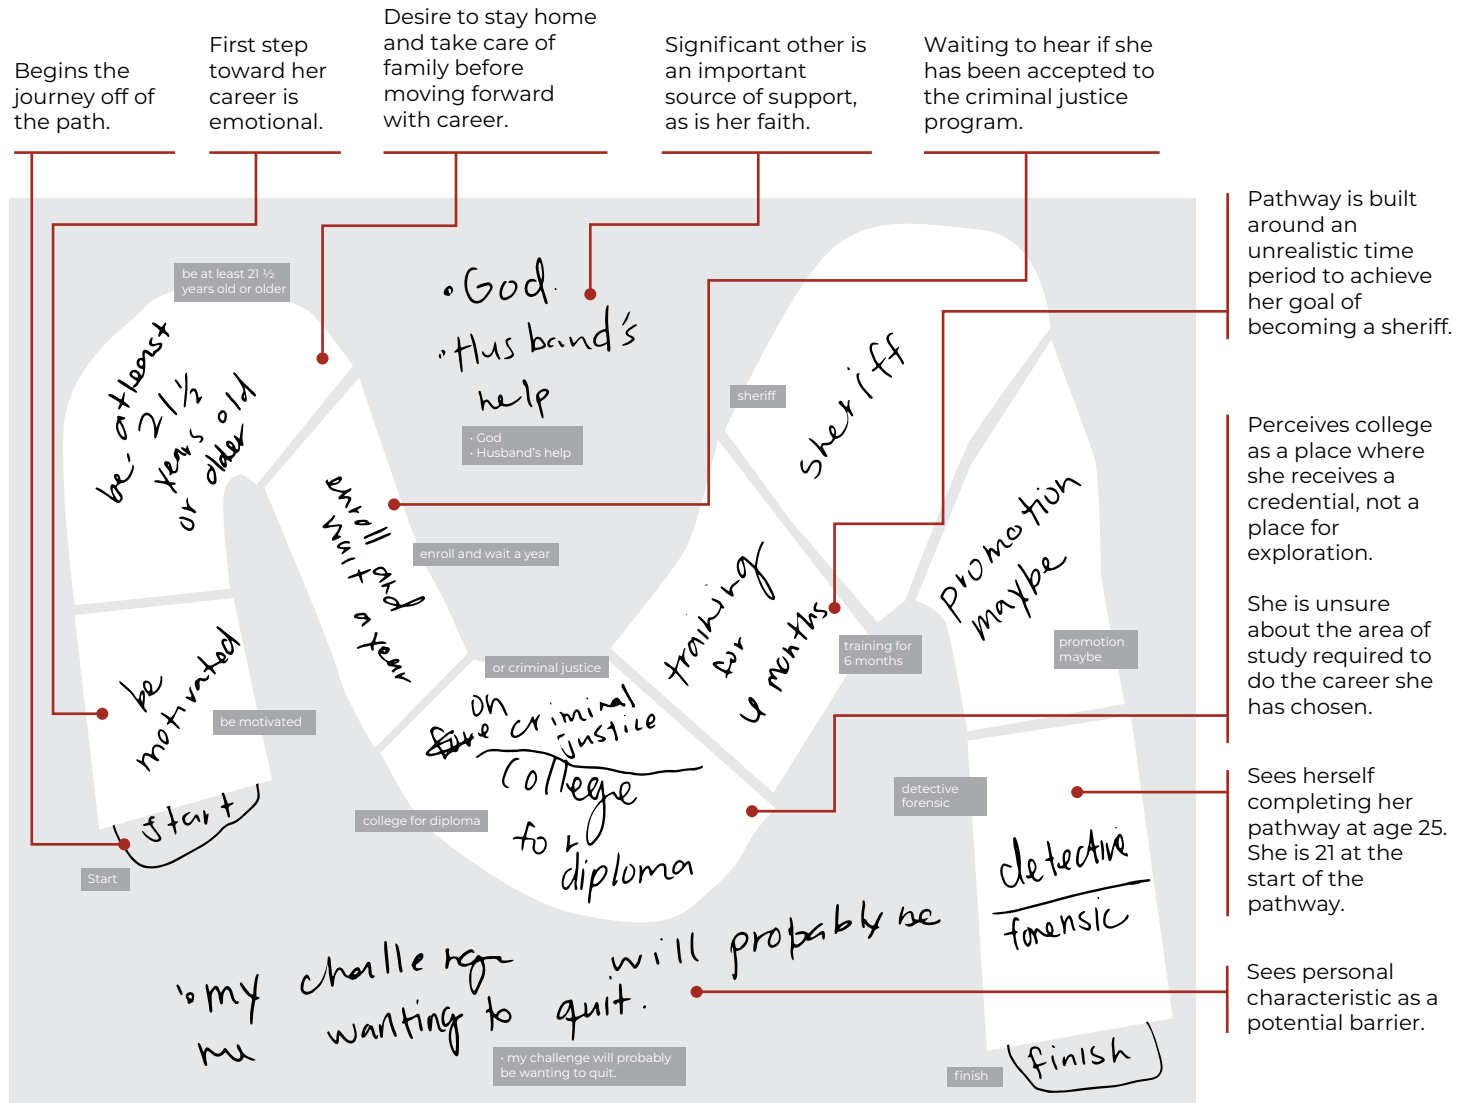 Begins the
journey off of
the path.
First step
toward her
career is
emotional.
Desire to stay home
and take care of
family before
moving forward
with career.
Significant other is
an important
source of support,
as is her faith.
Waiting to hear if she
has been accepted to
the criminal justice
program.
Pathway is built
around an
unrealistic time
period to achieve
her goal of
becoming a sheriff.
Perceives college
as a place where
she receives a
credential, not a
place for
exploration.
She is unsure
about the area of
study required to
do the career she
has chosen.
Sees herself
completing her
pathway at age 25.
She is 21 at the
start of the
pathway.
Sees personal
characteristic as a
potential barrier.
start
Start
be
motivated
be motivated
be at least 21 ½
years old or older
be atleast
21 ½
years old
or older
• God.
• Husband's
help
• God
• Husband's help
enroll and
wait
a year
enroll and wait a year
or criminal justice
on
criminal
justice
College
for
diploma
college for diploma
training
for
months
training for
6 months
sheriff
sheriff
promotion
maybe
promotion
maybe
detective
forensic
detective
forensic
finish
finish
• my challenge will probably be
me wanting to quit.
• my challenge will probably
be wanting to quit.